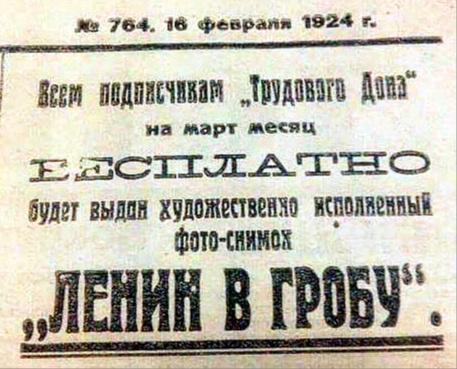 № 764. 16 февраля 1924 г.
Всем подписчикам „Трудового Дона“
на март месяц
БЕСПЛАТНО
будет выдан художественно исполненный
фото-снимок
„ЛЕНИН В ГРОБУ“.